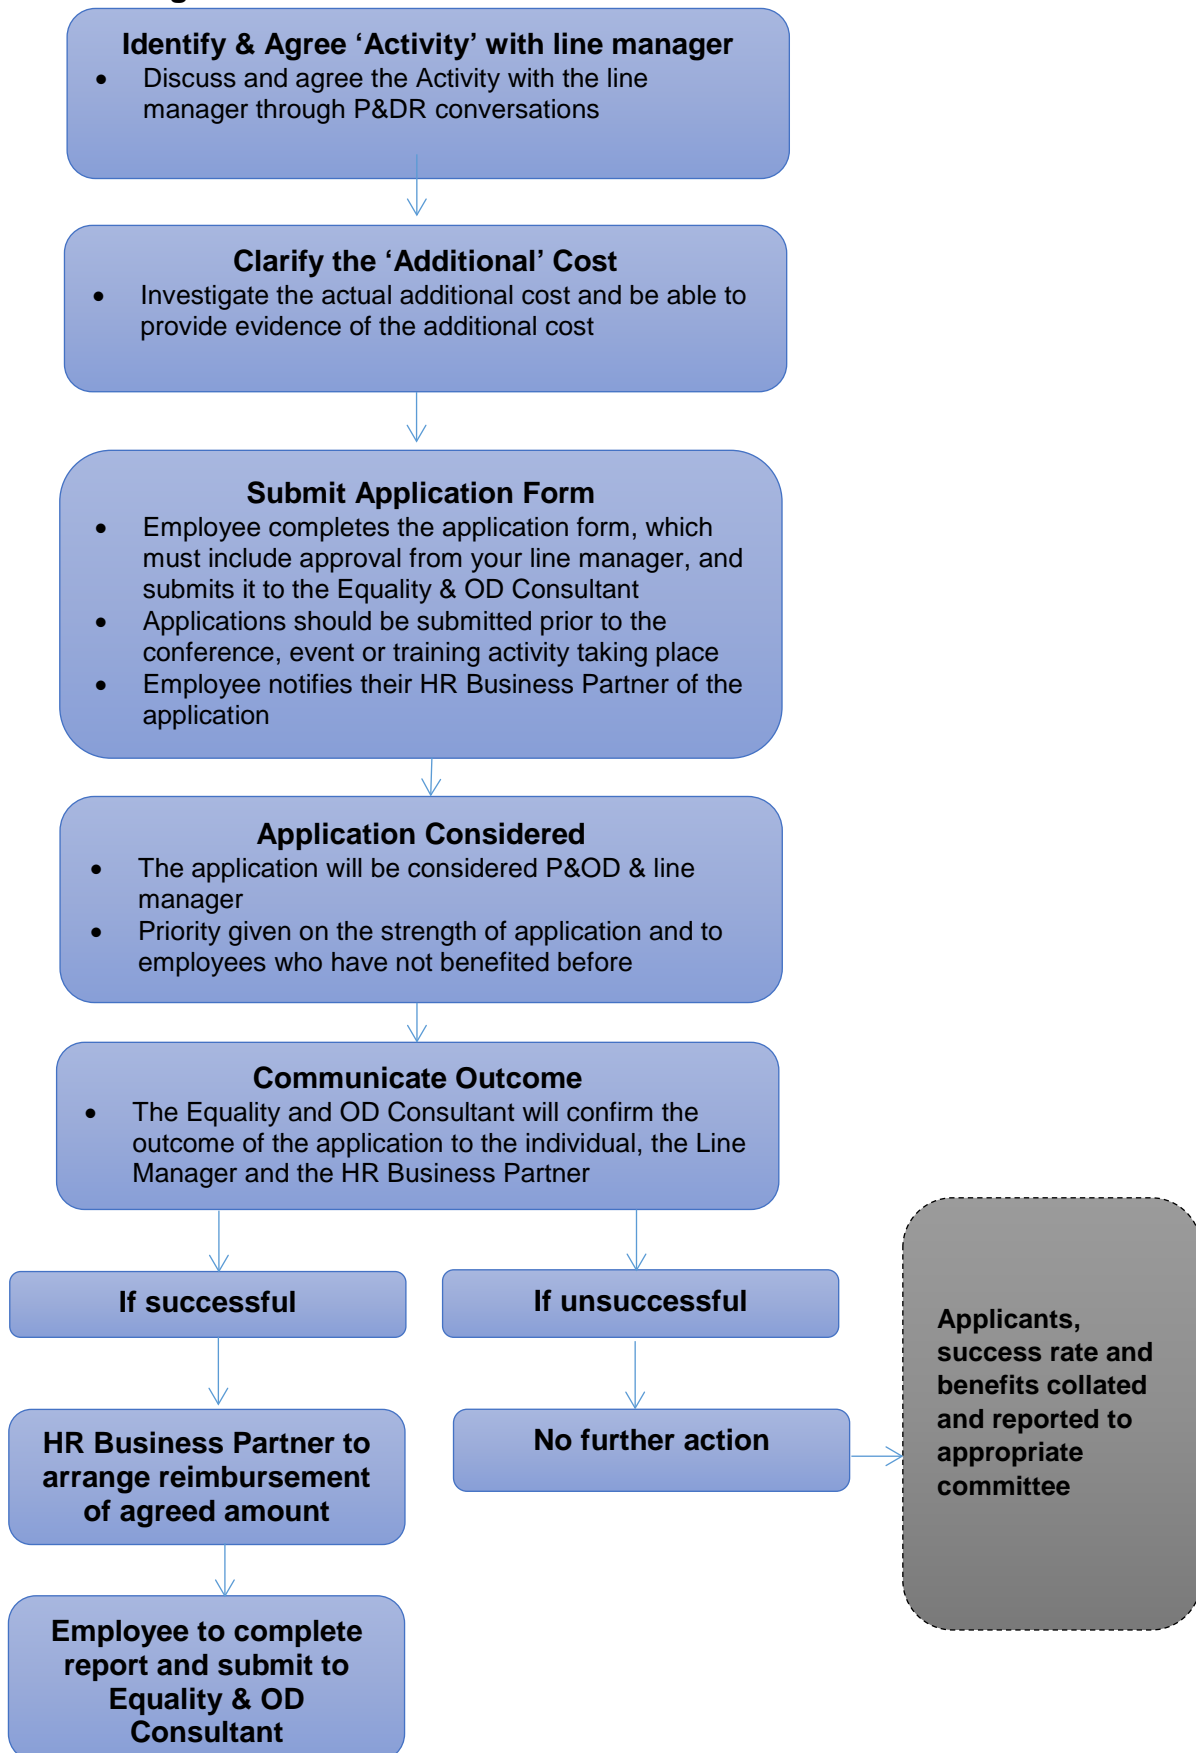 Identify & Agree ‘Activity’ with line manager
• Discuss and agree the Activity with the line
manager through P&DR conversations
Clarify the ‘Additional’ Cost
• Investigate the actual additional cost and be able to
provide evidence of the additional cost
Submit Application Form
• Employee completes the application form, which
must include approval from your line manager, and
submits it to the Equality & OD Consultant
• Applications should be submitted prior to the
conference, event or training activity taking place
• Employee notifies their HR Business Partner of the
application
Application Considered
• The application will be considered P&OD & line
manager
• Priority given on the strength of application and to
employees who have not benefited before
Communicate Outcome
• The Equality and OD Consultant will confirm the
outcome of the application to the individual, the Line
Manager and the HR Business Partner
If successful
If unsuccessful
HR Business Partner to
arrange reimbursement
of agreed amount
No further action
Applicants,
success rate and
benefits collated
and reported to
appropriate
committee
Employee to complete
report and submit to
Equality & OD
Consultant